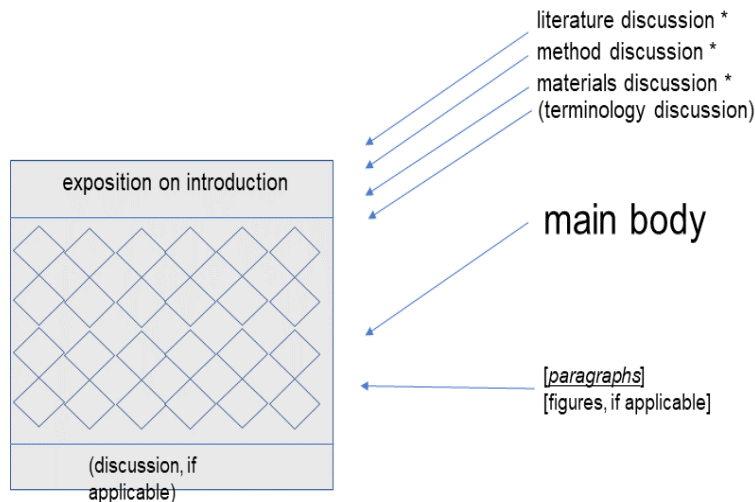 literature discussion *
method discussion *
materials discussion *
(terminology discussion)
exposition on introduction
main body
[paragraphs]
[figures, if applicable]
(discussion, if
applicable)